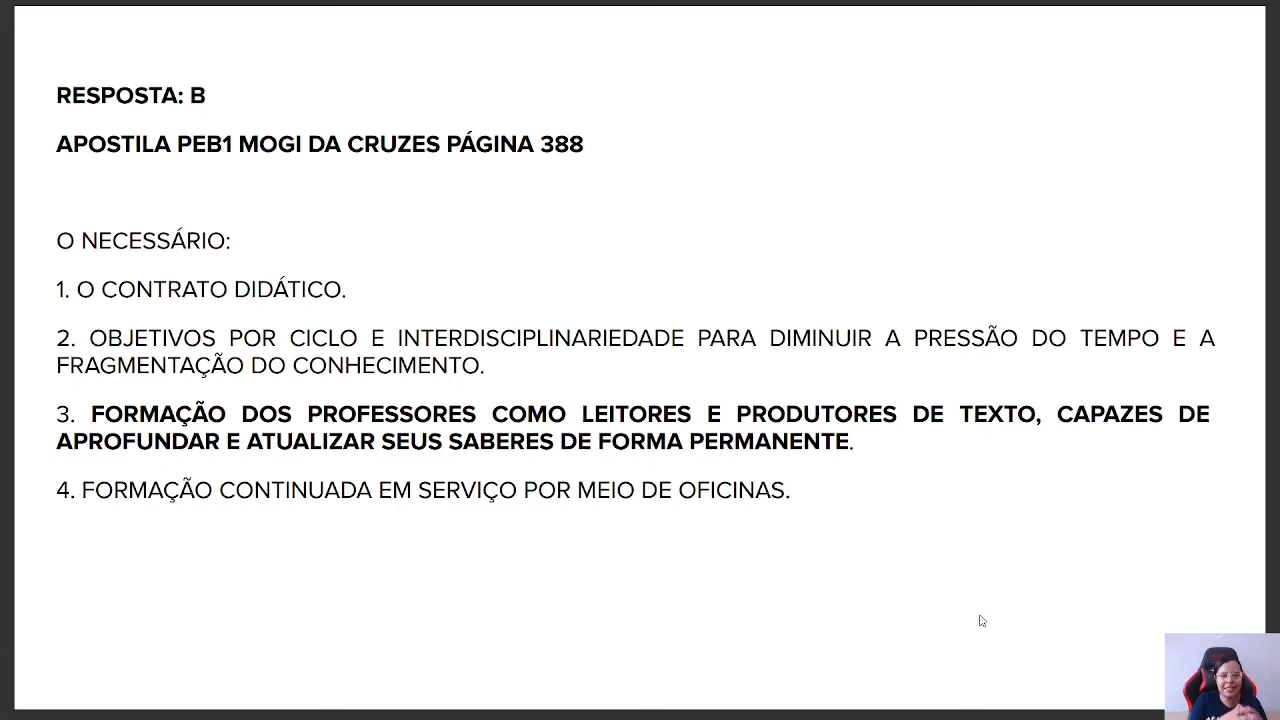 RESPOSTA: B
APOSTILA PEB1 MOGI DA CRUZES PÁGINA 388
O NECESSÁRIO:
1. O CONTRATO DIDÁTICO.
2. OBJETIVOS POR CICLO E INTERDISCIPLINARIEDADE PARA DIMINUIR A PRESSÃO DO TEMPO E A
FRAGMENTAÇÃO DO CONHECIMENTO.
3. FORMAÇÃO DOS PROFESSORES COMO LEITORES E PRODUTORES DE TEXTO, CAPAZES DE
APROFUNDAR E ATUALIZAR SEUS SABERES DE FORMA PERMANENTE.
4. FORMAÇÃO CONTINUADA EM SERVIÇO POR MEIO DE OFICINAS.